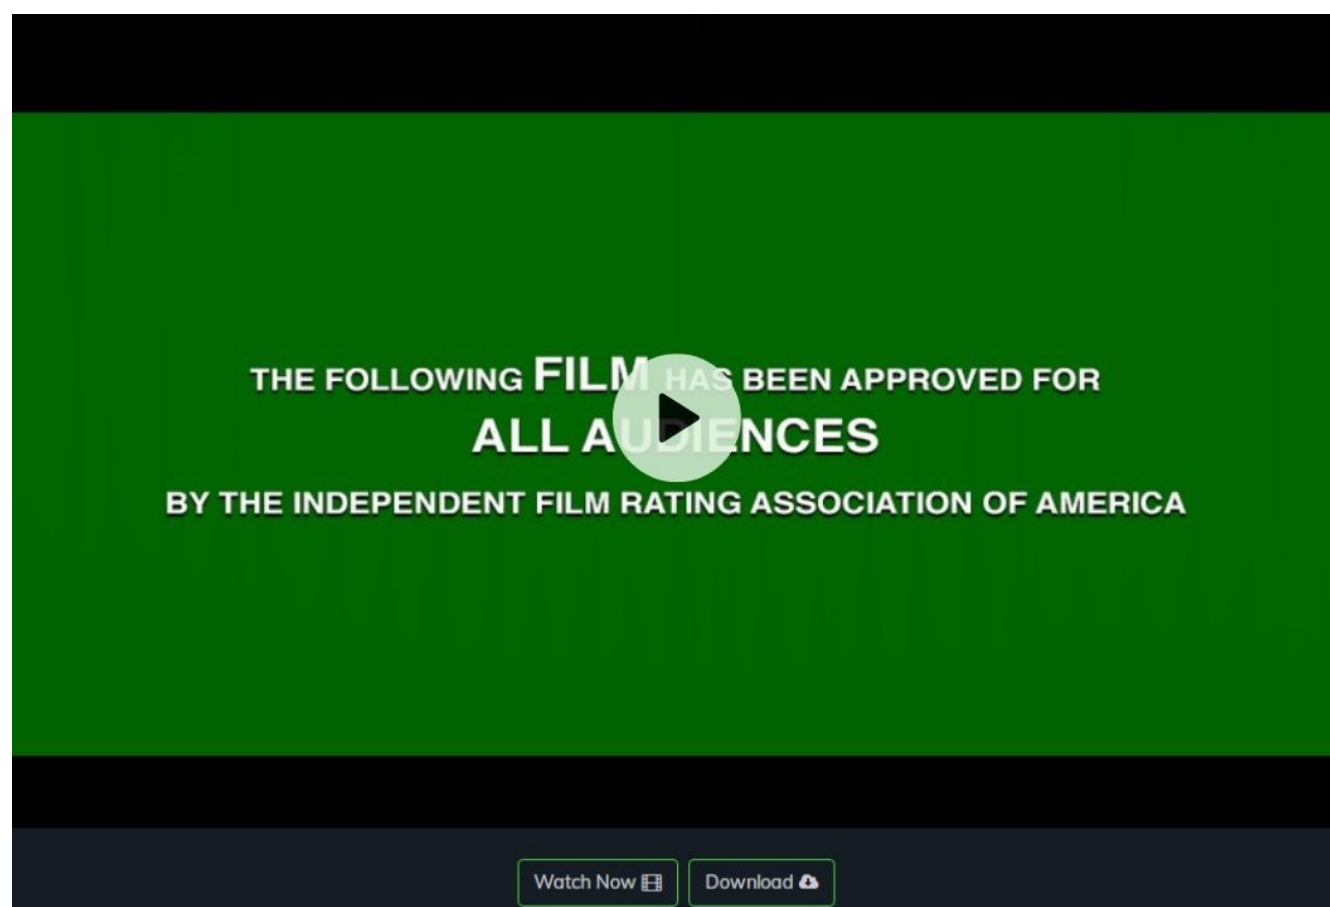 THE FOLLOWING FILM HAS BEEN APPROVED FOR
ALL AUDIENCES
BY THE INDEPENDENT FILM RATING ASSOCIATION OF AMERICA
Watch Now
Download